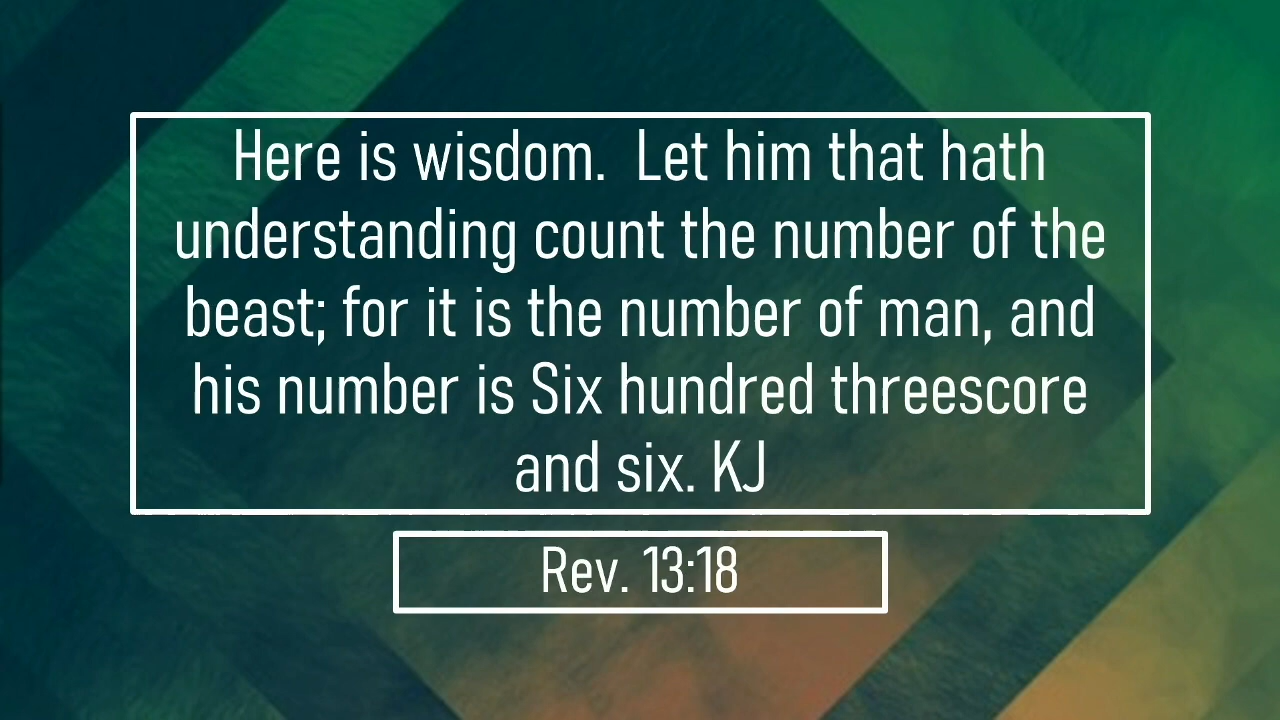 Here is wisdom.  Let him that hath
understanding count the number of the
beast; for it is the number of man, and
his number is Six hundred threescore
and six. KJ
Rev. 13:18